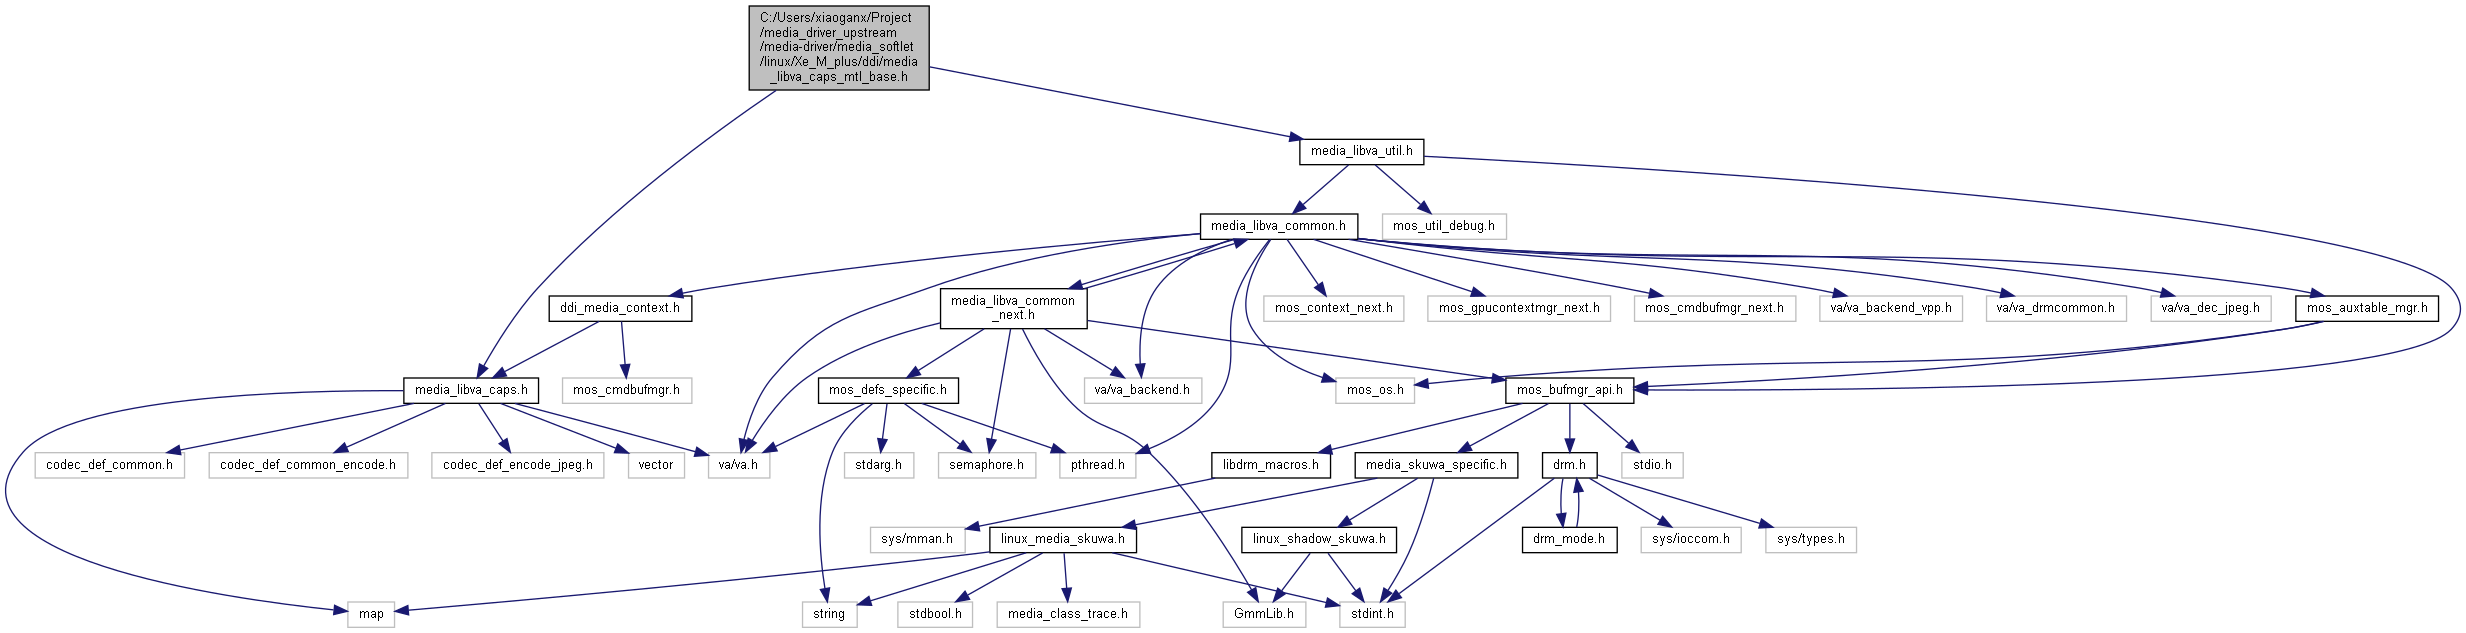 C:/Users/xiaoganx/Project
/media_driver_upstream
/media-driver/media_softlet
/linux/Xe_M_plus/ddi/media
_libva_caps_mtl_base.h
media_libva_util.h
media_libva_common.h
mos_util_debug.h
ddi_media_context.h
media_libva_common
_next.h
mos_context_next.h
mos_gpucontextmgr_next.h
mos_cmdbufmgr_next.h
va/va_backend_vpp.h
va/va_drmcommon.h
va/va_dec_jpeg.h
mos_auxtable_mgr.h
media_libva_caps.h
mos_cmdbufmgr.h
mos_defs_specific.h
va/va_backend.h
mos_os.h
mos_bufmgr_api.h
codec_def_common.h
codec_def_common_encode.h
codec_def_encode_jpeg.h
vector
va/va.h
stdarg.h
semaphore.h
pthread.h
libdrm_macros.h
media_skuwa_specific.h
drm.h
stdio.h
sys/mman.h
linux_media_skuwa.h
linux_shadow_skuwa.h
drm_mode.h
sys/ioccom.h
sys/types.h
map
string
stdbool.h
media_class_trace.h
GmmLib.h
stdint.h